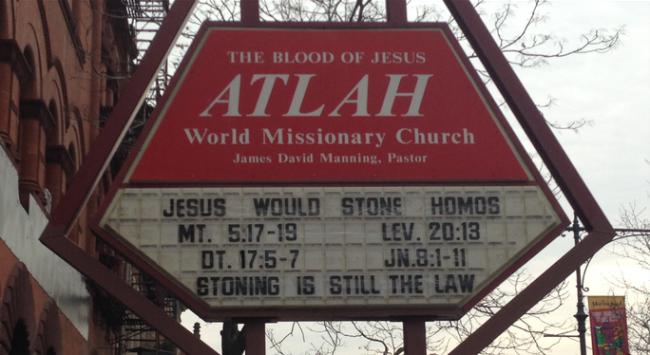 THE BLOOD OF JESUS
ATLAH
World Missionary Church
James David Manning, Pastor
JESUS WOULD STONE HOMOS
MT. 5:17-19 LEV. 20:13
DT. 17:5-7 JN.8:1-11
STONING IS STILL THE LAW